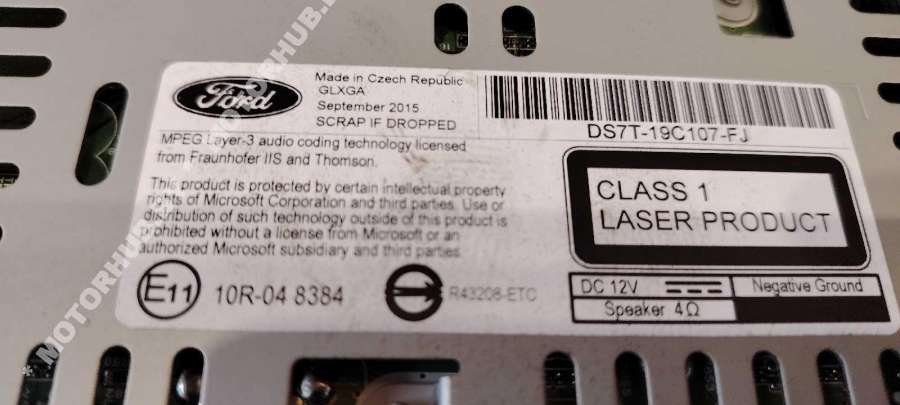 Ford
Made in Czech Republic
GLXGA
September 2015
SCRAP IF DROPPED
MPEG Layer-3 audio coding technology licensed
from Fraunhofer IIS and Thomson.
This product is protected by certain intellectual property
rights of Microsoft Corporation and third parties. Use or
distribution of such technology outside of this product is
prohibited without a license from Microsoft or an
authorized Microsoft subsidiary and third parties.
E11
10R-04 8384
R43208-ETC
DS7T-19C107-FJ
CLASS 1
LASER PRODUCT
DC 12V
Negative Ground
Speaker 4Ω